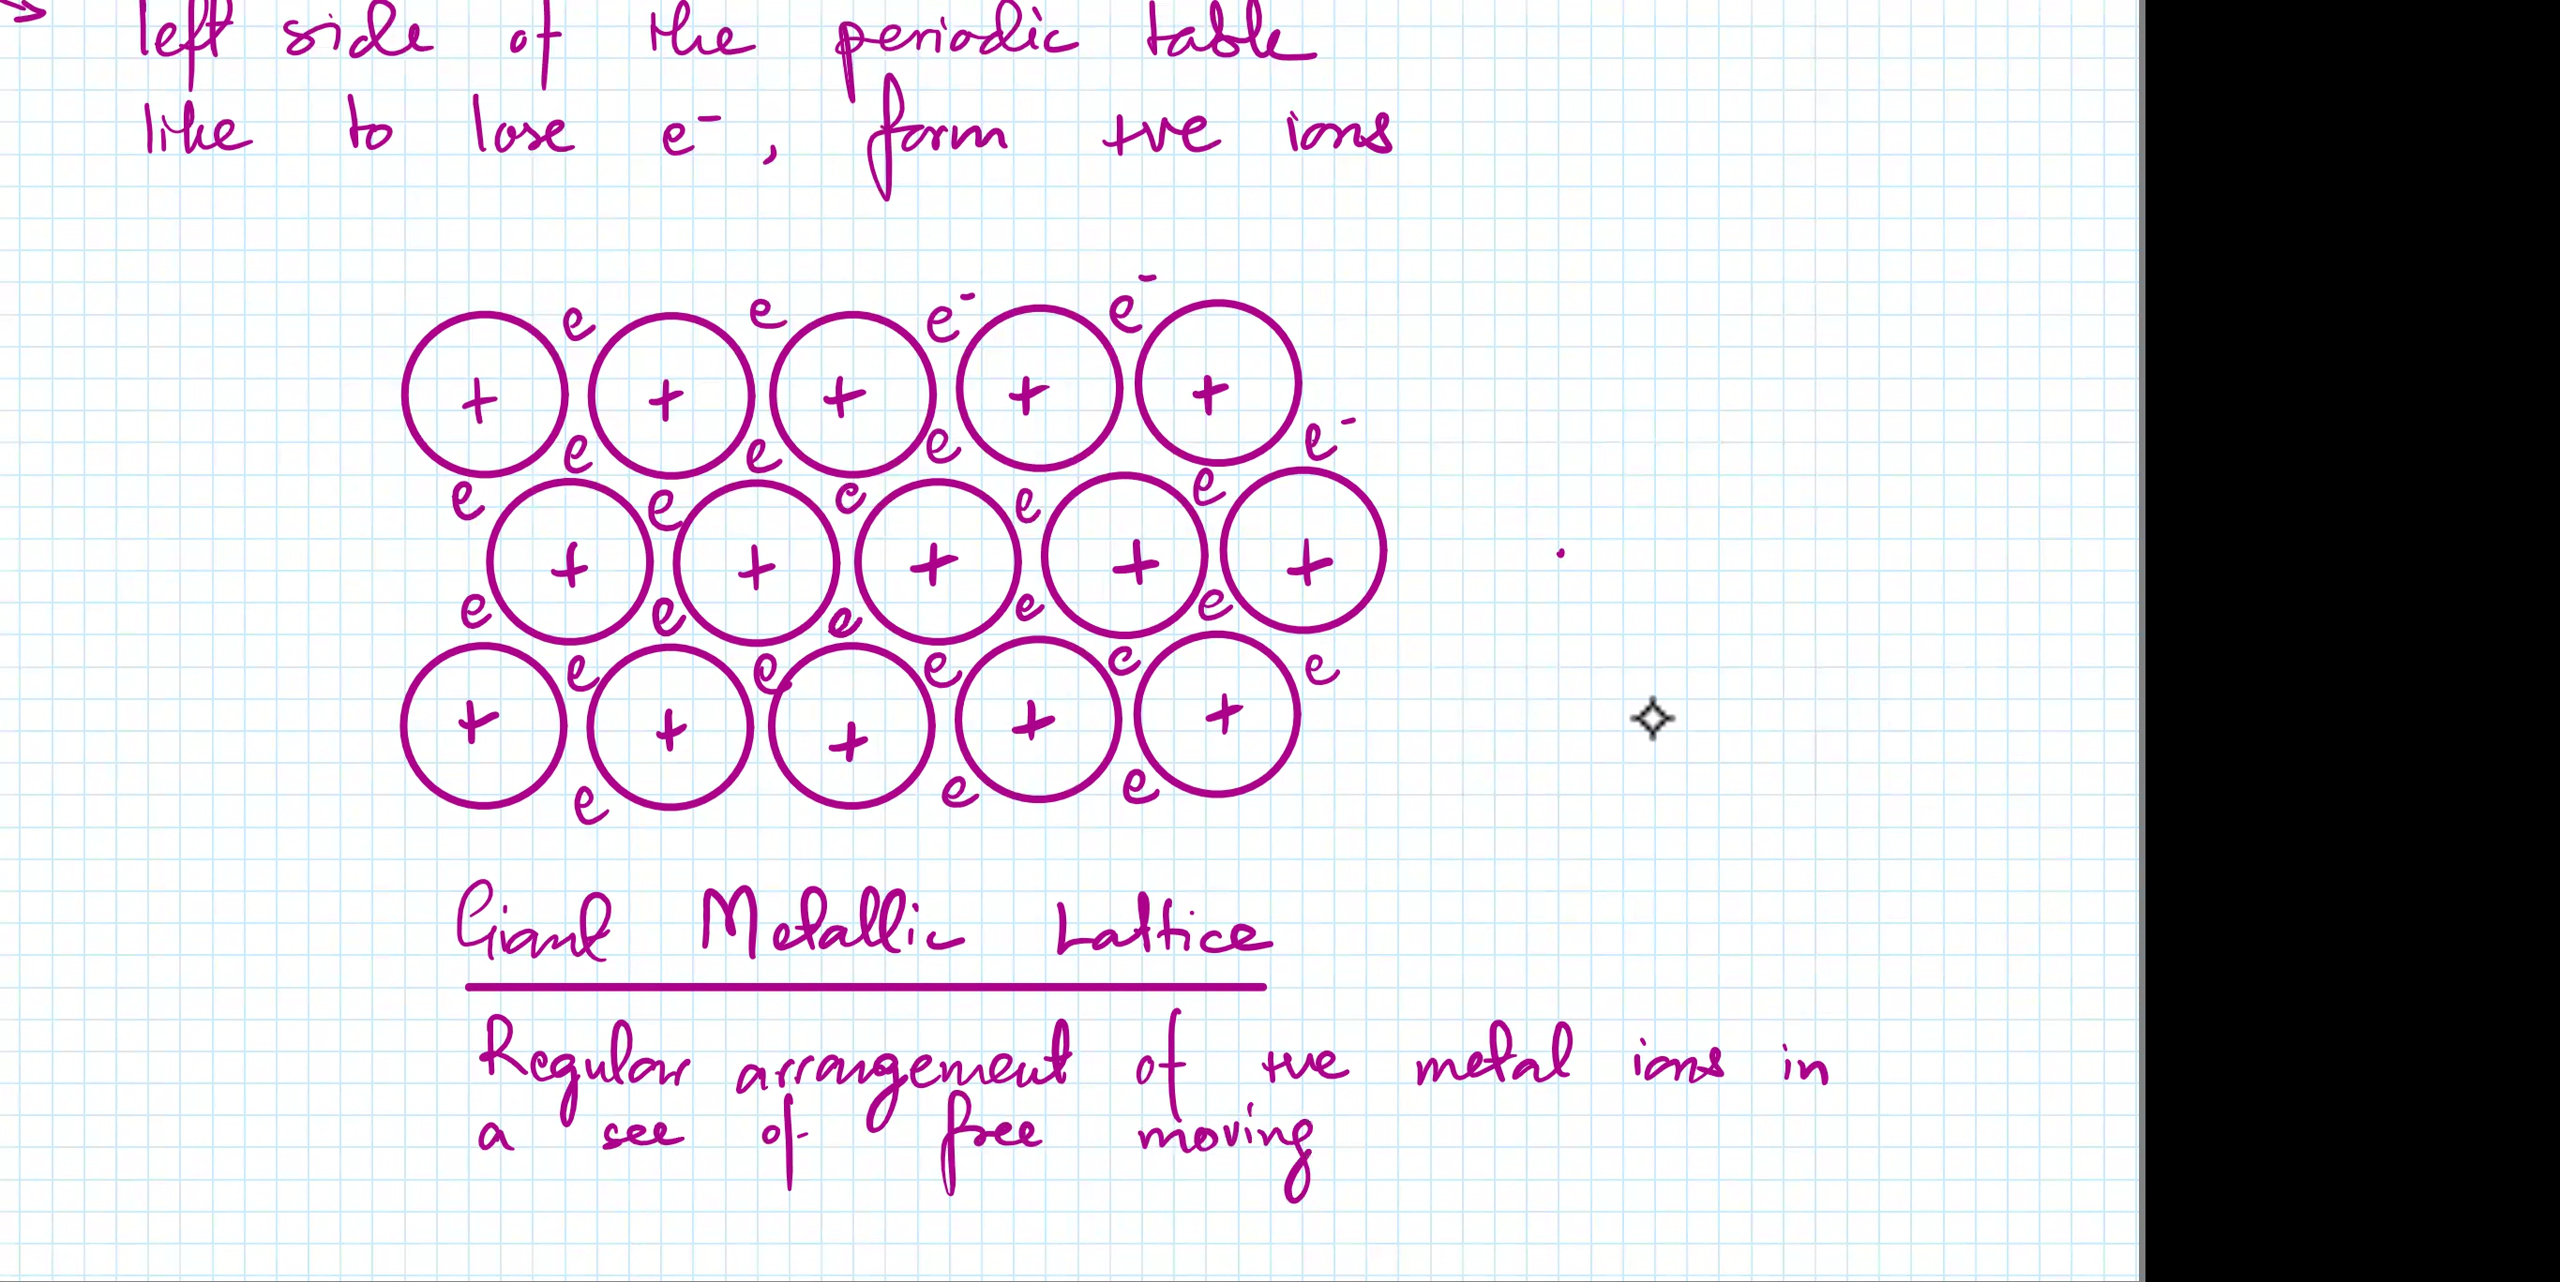 left side of the periodic table
like to lose e⁻, form +ve ions
e e e⁻ e⁻
+ + + + +
e e e e⁻
e e e e e
+ + + + +
e e e e e
e e e e e
+ + + + +
e e e
Giant Metallic Lattice
Regular arrangement of +ve metal ions in
a see of free moving